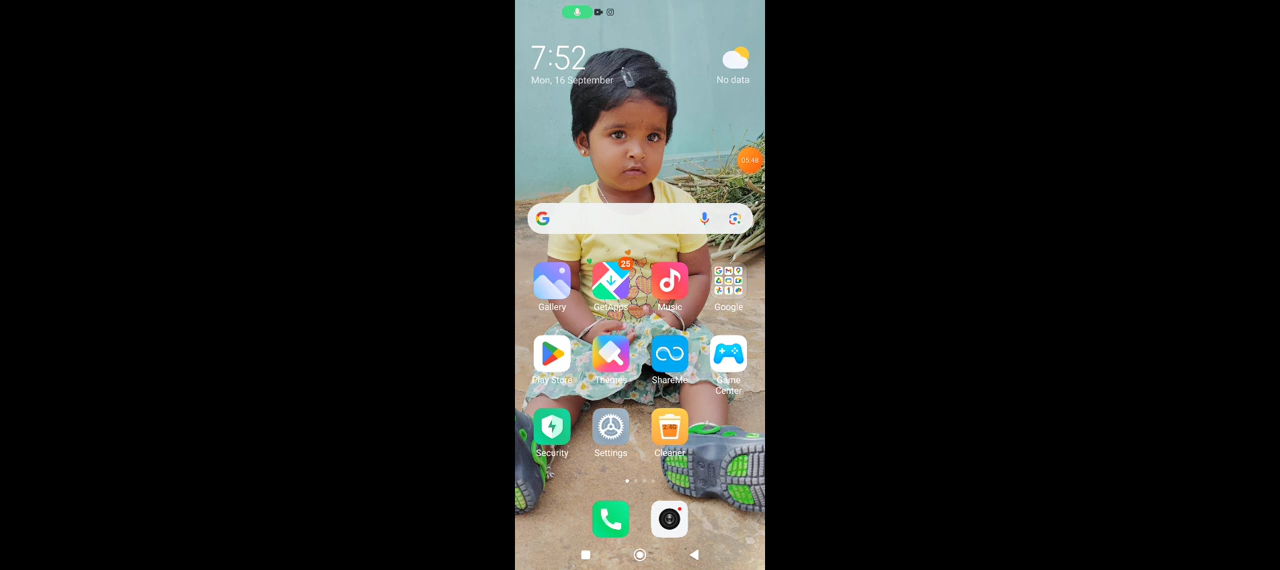 7:52
Mon, 16 September
No data
05:48
25
Gallery
GetApps
Music
Google
Play Store
Themes
ShareMe
Game
Center
Security
Settings
Cleaner